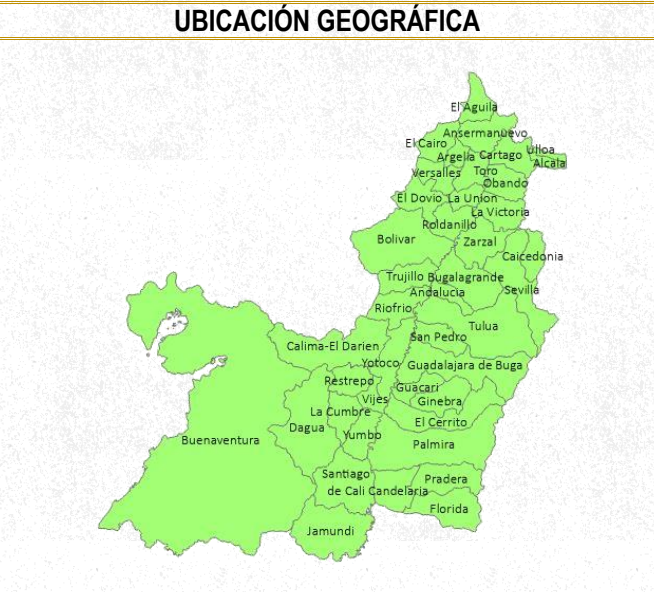 UBICACIÓN GEOGRÁFICA
El Aguila
Ansermanuevo
El Cairo
Ulloa
Argelia Cartago
Alcala
Versalles Toro
Obando
El Dovio La Union
La Victoria
Roldanillo
Bolivar
Zarzal
Caicedonia
Trujillo Bugalagrande
Andalucia
Sevilla
Riofrio
Tulua
San Pedro
Calima-El Darien
Yotoco
Guadalajara de Buga
Restrepo
Guacari
Vijes
Ginebra
La Cumbre
El Cerrito
Dagua
Yumbo
Buenaventura
Palmira
Santiago
Pradera
de Cali Candelaria
Florida
Jamundi